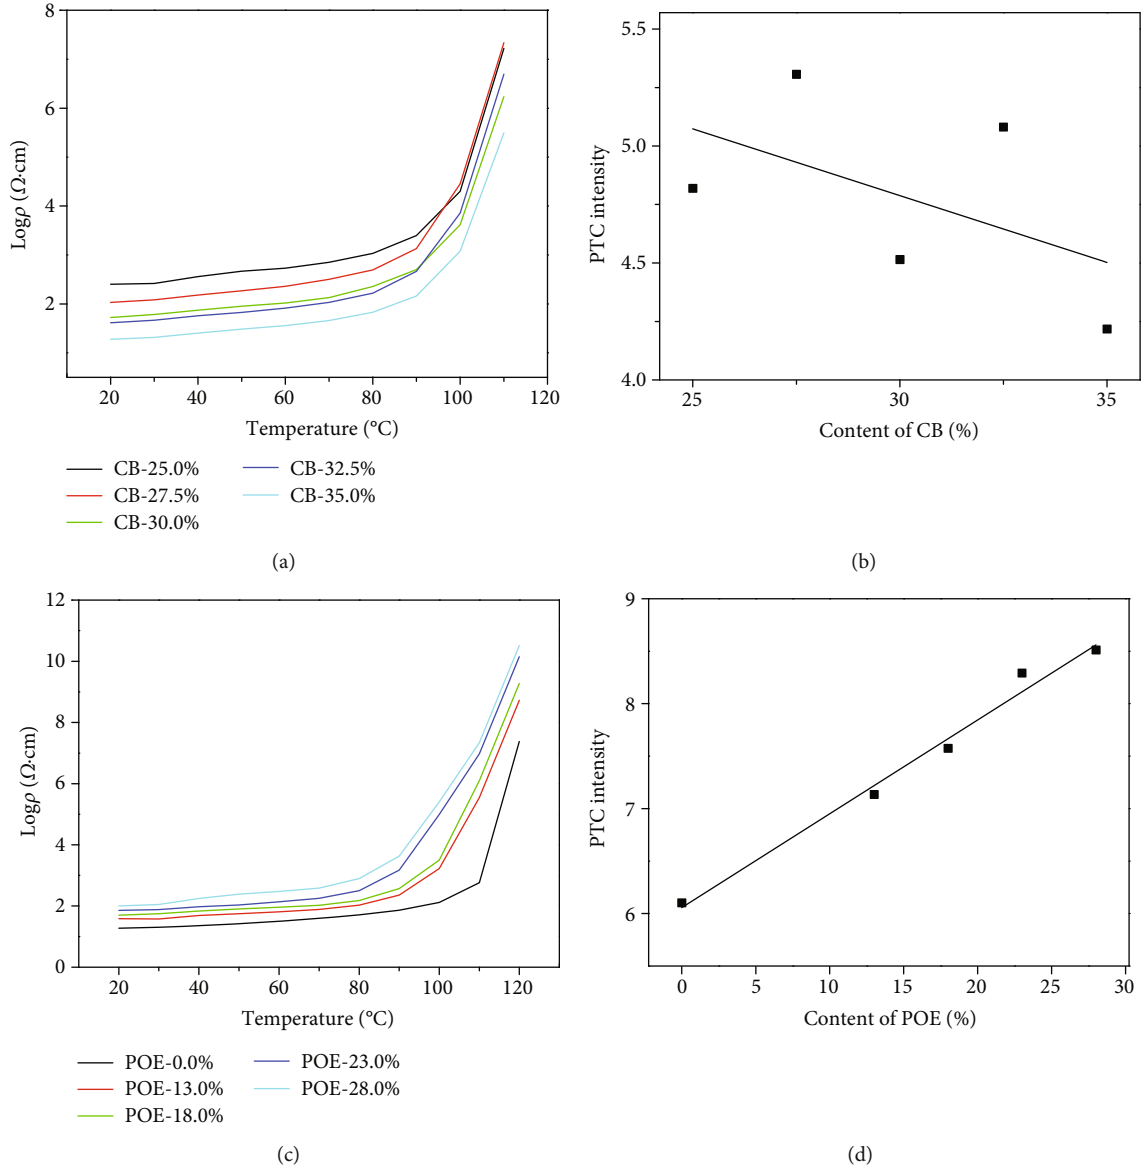 8
6
4
2
Logρ (Ω·cm)
20 40 60 80 100 120
Temperature (°C)
CB-25.0% CB-32.5%
CB-27.5% CB-35.0%
CB-30.0%
(a)
5.5
5.0
4.5
4.0
PTC intensity
25 30 35
Content of CB (%)
(b)
12
10
8
6
4
2
0
Logρ (Ω·cm)
20 40 60 80 100 120
Temperature (°C)
POE-0.0% POE-23.0%
POE-13.0% POE-28.0%
POE-18.0%
(c)
9
8
7
6
PTC intensity
0 5 10 15 20 25 30
Content of POE (%)
(d)